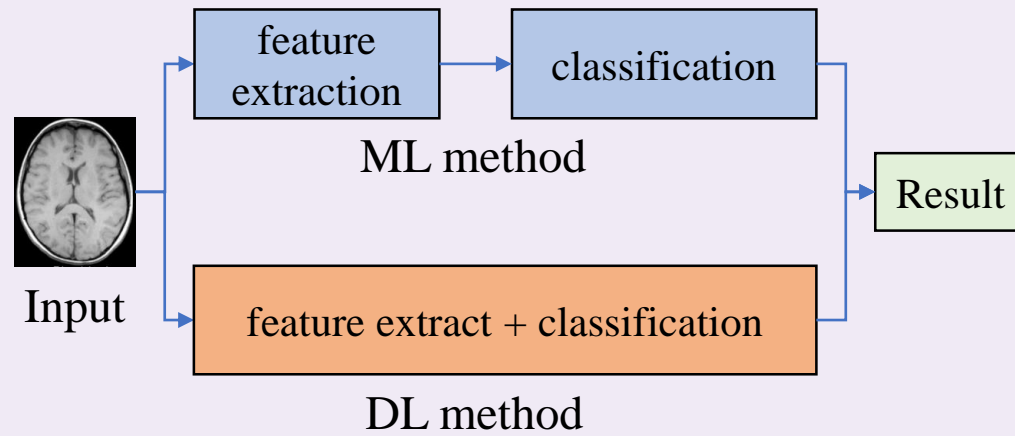 feature
extraction
classification
ML method
Input
Result
feature extract + classification
DL method